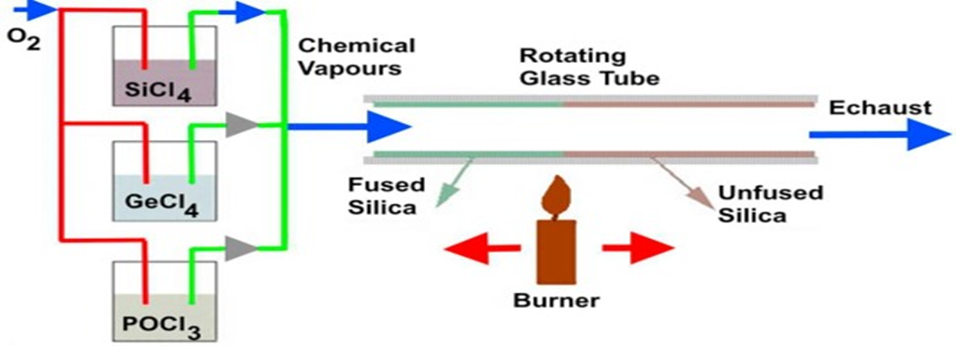 O₂
SiCl₄
GeCl₄
POCl₃
Chemical
Vapours
Rotating
Glass Tube
Echaust
Fused
Silica
Unfused
Silica
Burner